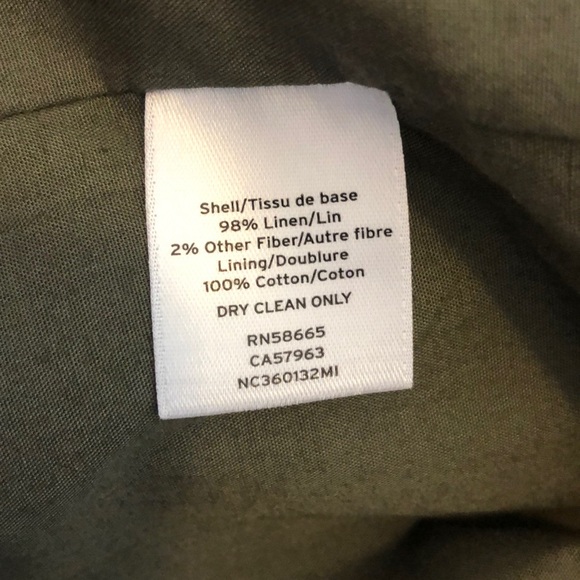 Shell/Tissu de base
98% Linen/Lin
2% Other Fiber/Autre fibre
Lining/Doublure
100% Cotton/Coton
DRY CLEAN ONLY
RN58665
CA57963
NC360132MI